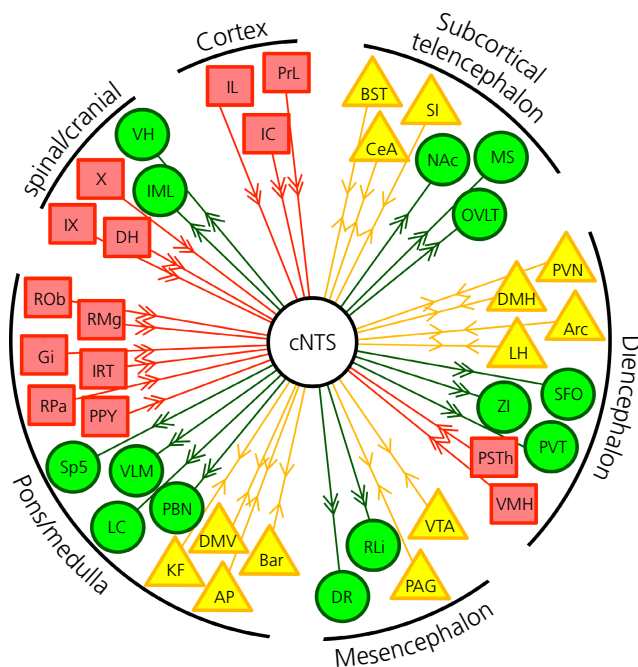 Cortex
Subcortical
telencephalon
spinal/cranial
IL
PrL
IC
BST
SI
CeA
NAc
MS
OVLT
VH
IML
X
IX
DH
PVN
DMH
Arc
LH
SFO
ZI
PVT
PSTh
VMH
Diencephalon
cNTS
ROb
RMg
Gi
IRT
RPa
PPY
Sp5
VLM
PBN
LC
DMV
Bar
KF
AP
Pons/medulla
VTA
RLi
PAG
DR
Mesencephalon